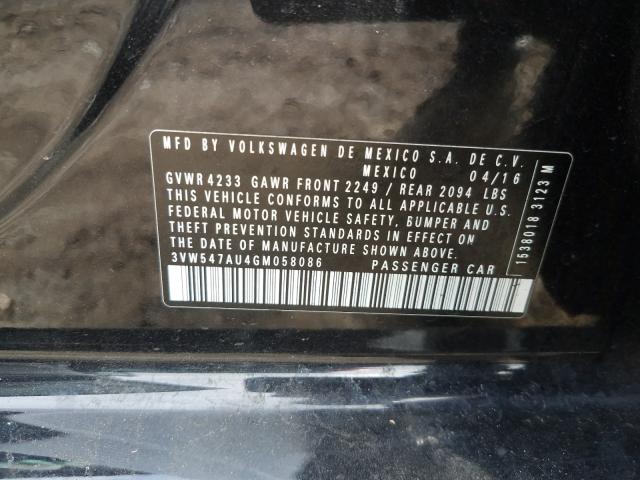 MFD BY VOLKSWAGEN DE MEXICO S.A. DE C.V.
MEXICO 04/16
GVWR 4233 GAWR FRONT 2249 / REAR 2094 LBS
THIS VEHICLE CONFORMS TO ALL APPLICABLE U.S.
FEDERAL MOTOR VEHICLE SAFETY, BUMPER AND
THEFT PREVENTION STANDARDS IN EFFECT ON
THE DATE OF MANUFACTURE SHOWN ABOVE.
3VW547AU4GM058086 PASSENGER CAR
1538018 3123 M